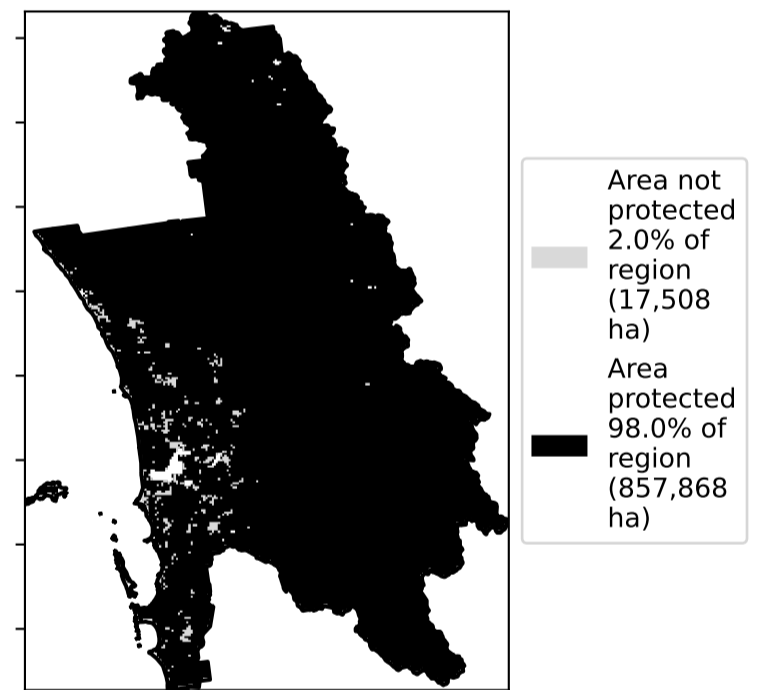 Area not
protected
2.0% of
region
(17,508
ha)
Area
protected
98.0% of
region
(857,868
ha)